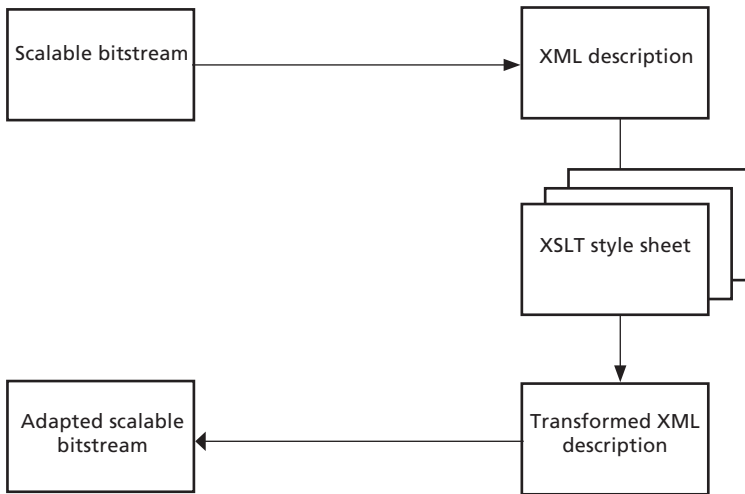 Scalable bitstream
XML description
XSLT style sheet
Transformed XML
description
Adapted scalable
bitstream